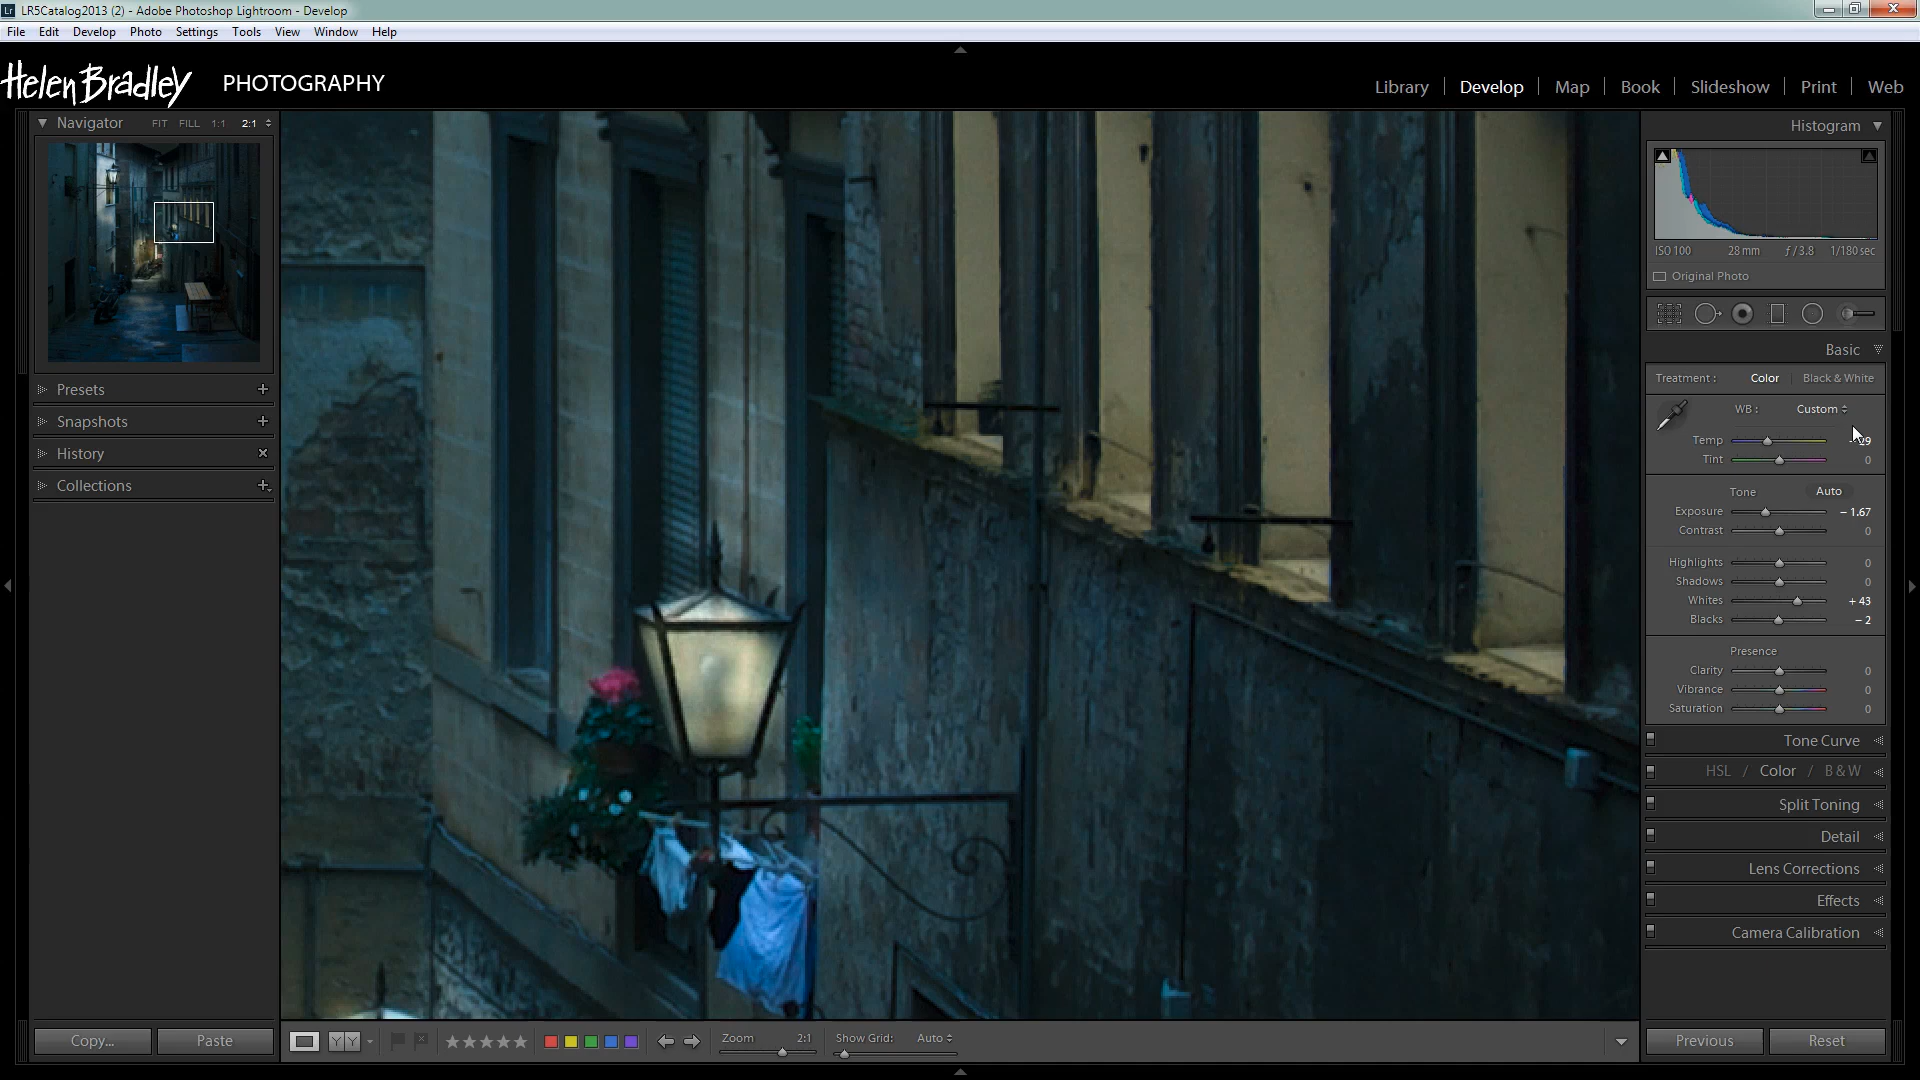 LR5Catalog2013 (2) - Adobe Photoshop Lightroom - Develop
File Edit Develop Photo Settings Tools View Window Help
Helen Bradley PHOTOGRAPHY
Library | Develop | Map | Book | Slideshow | Print | Web
Navigator FIT FILL 1:1 2:1
Presets
Snapshots
History
Collections
Copy... Paste
Zoom 2:1 Show Grid: Auto
Histogram
ISO 100 28 mm ƒ / 3.8 1/180 sec
Original Photo
Basic
Treatment : Color Black & White
WB : Custom
Temp
Tint 0
Tone Auto
Exposure – 1.67
Contrast 0
Highlights 0
Shadows 0
Whites + 43
Blacks – 2
Presence
Clarity 0
Vibrance 0
Saturation 0
Tone Curve
HSL / Color / B & W
Split Toning
Detail
Lens Corrections
Effects
Camera Calibration
Previous Reset